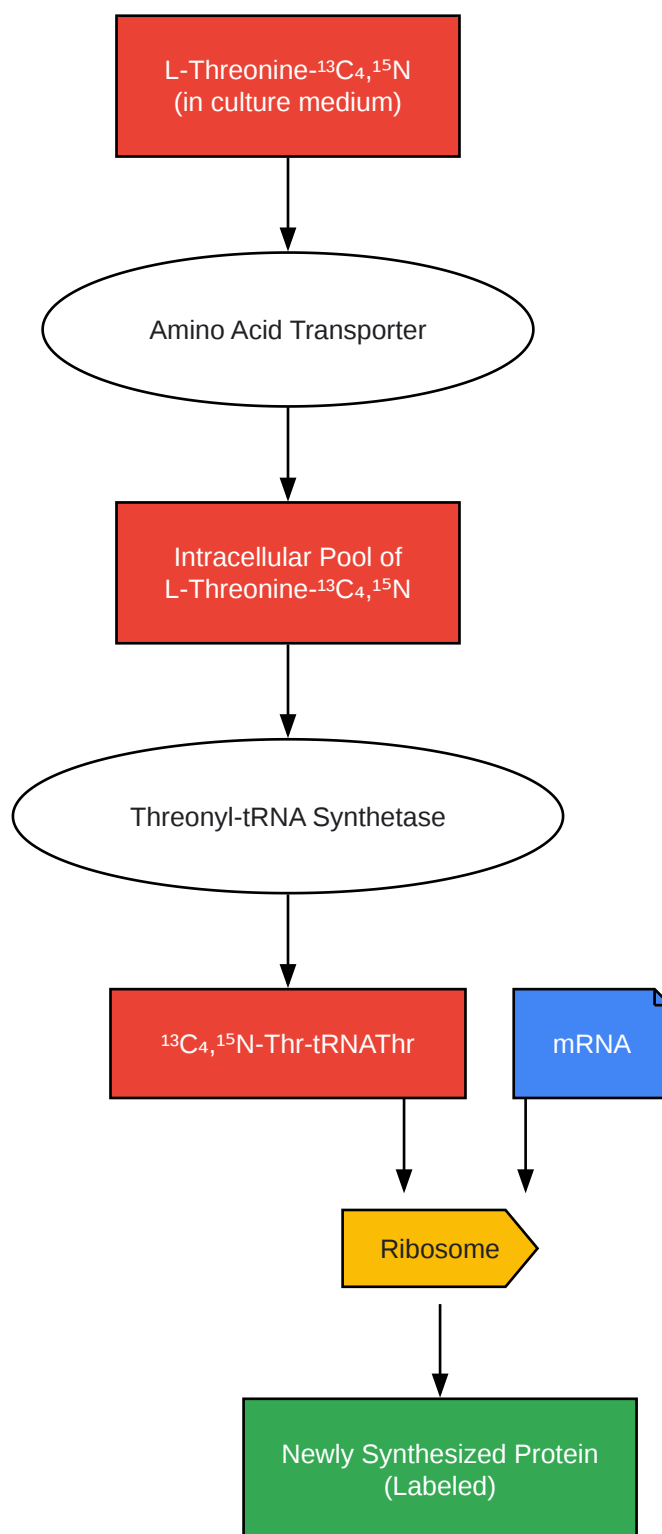 L-Threonine-¹³C₄,¹⁵N
(in culture medium)
Amino Acid Transporter
Intracellular Pool of
L-Threonine-¹³C₄,¹⁵N
Threonyl-tRNA Synthetase
¹³C₄,¹⁵N-Thr-tRNAThr
mRNA
Ribosome
Newly Synthesized Protein
(Labeled)